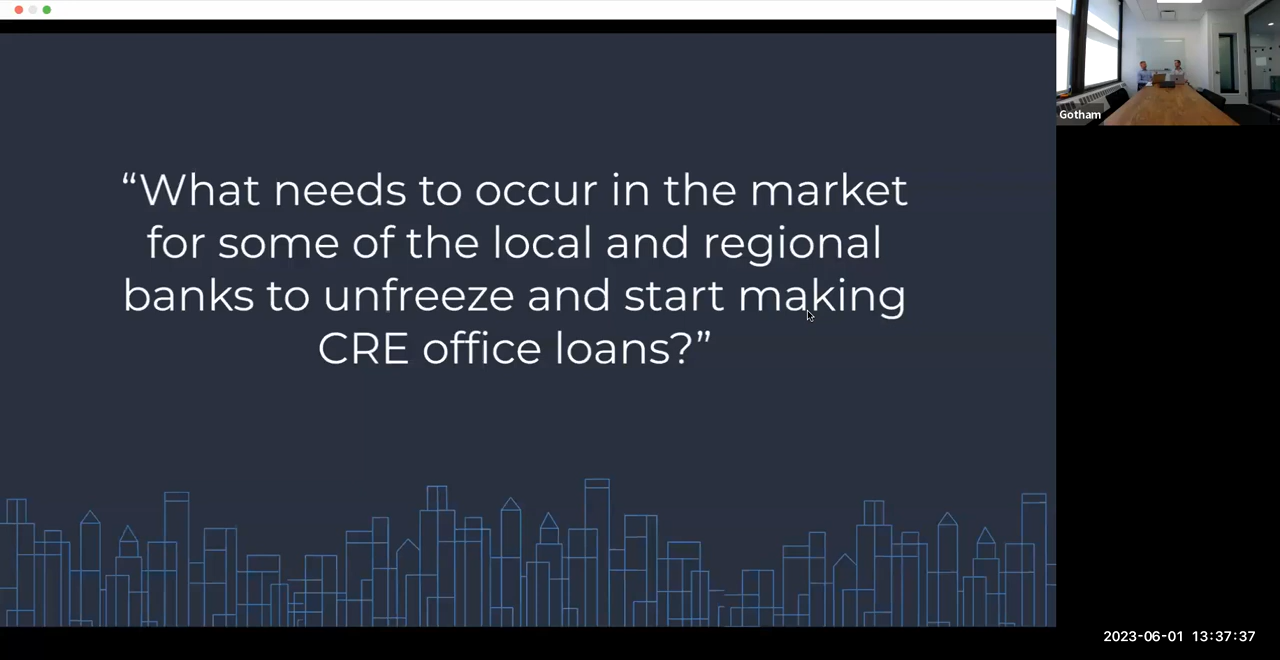 “What needs to occur in the market
for some of the local and regional
banks to unfreeze and start making
CRE office loans?”
Gotham
2023-06-01 13:37:37